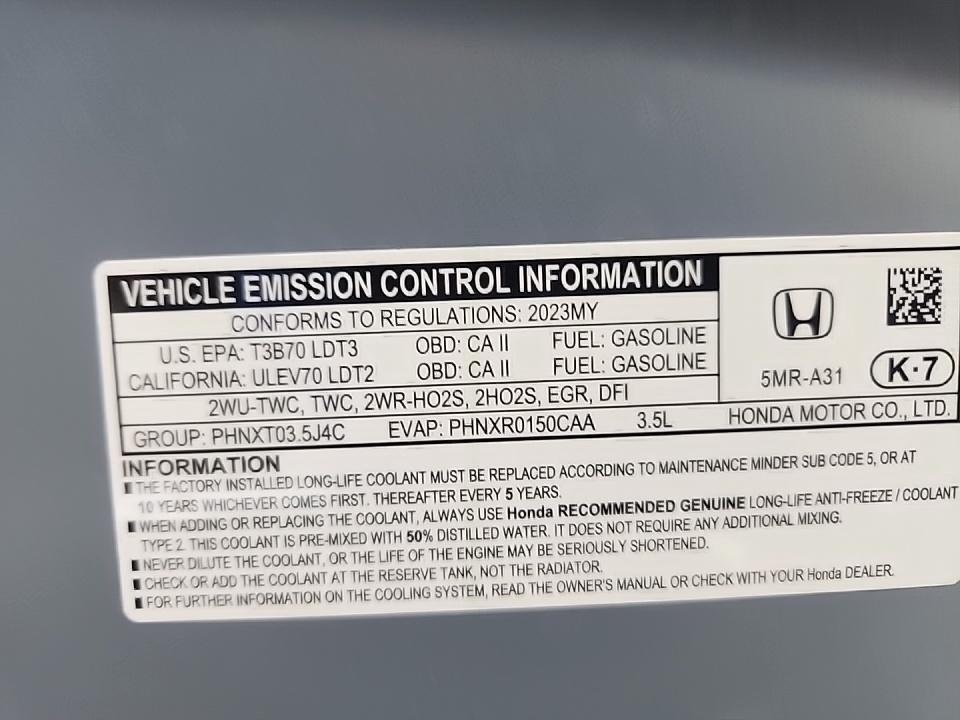 VEHICLE EMISSION CONTROL INFORMATION
CONFORMS TO REGULATIONS: 2023MY
U.S. EPA: T3B70 LDT3 OBD: CA II FUEL: GASOLINE
CALIFORNIA: ULEV70 LDT2 OBD: CA II FUEL: GASOLINE
2WU-TWC, TWC, 2WR-HO2S, 2HO2S, EGR, DFI
GROUP: PHNXT03.5J4C EVAP: PHNXR0150CAA 3.5L
5MR-A31 K·7
HONDA MOTOR CO., LTD.
INFORMATION
THE FACTORY INSTALLED LONG-LIFE COOLANT MUST BE REPLACED ACCORDING TO MAINTENANCE MINDER SUB CODE 5, OR AT
10 YEARS WHICHEVER COMES FIRST. THEREAFTER EVERY 5 YEARS.
WHEN ADDING OR REPLACING THE COOLANT, ALWAYS USE Honda RECOMMENDED GENUINE LONG-LIFE ANTI-FREEZE / COOLANT
TYPE 2. THIS COOLANT IS PRE-MIXED WITH 50% DISTILLED WATER. IT DOES NOT REQUIRE ANY ADDITIONAL MIXING.
NEVER DILUTE THE COOLANT, OR THE LIFE OF THE ENGINE MAY BE SERIOUSLY SHORTENED.
CHECK OR ADD THE COOLANT AT THE RESERVE TANK, NOT THE RADIATOR.
FOR FURTHER INFORMATION ON THE COOLING SYSTEM, READ THE OWNER'S MANUAL OR CHECK WITH YOUR Honda DEALER.